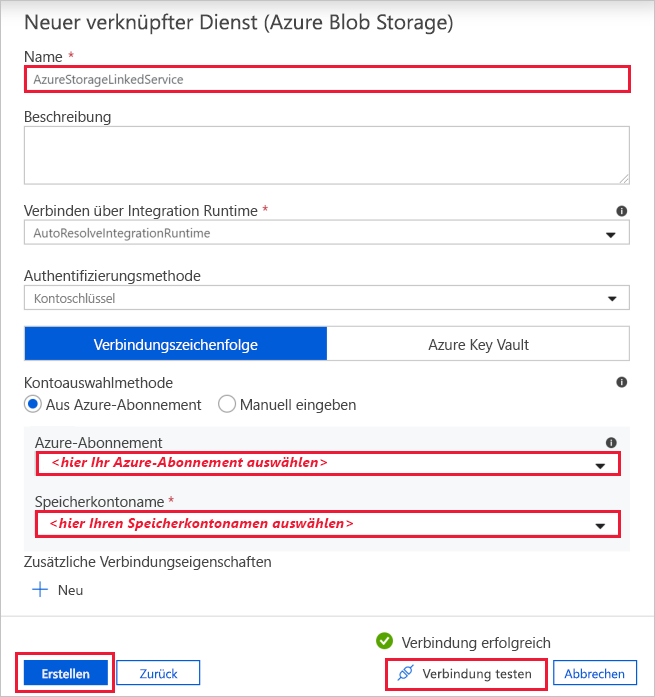 Neuer verknüpfter Dienst (Azure Blob Storage)
Name *
AzureStorageLinkedService
Beschreibung
Verbinden über Integration Runtime *
AutoResolveIntegrationRuntime
Authentifizierungsmethode
Kontoschlüssel
Verbindungszeichenfolge Azure Key Vault
Kontoauswahlmethode
Aus Azure-Abonnement Manuell eingeben
Azure-Abonnement
<hier Ihr Azure-Abonnement auswählen>
Speicherkontoname *
<hier Ihren Speicherkontonamen auswählen>
Zusätzliche Verbindungseigenschaften
Neu
Verbindung erfolgreich
Erstellen Zurück Verbindung testen Abbrechen